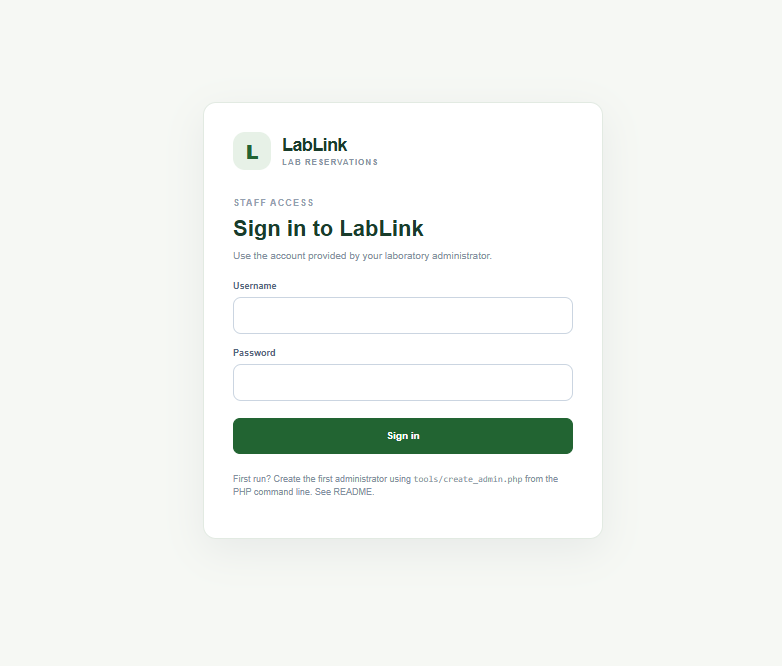 L
LabLink
LAB RESERVATIONS
STAFF ACCESS
Sign in to LabLink
Use the account provided by your laboratory administrator.
Username
Password
Sign in
First run? Create the first administrator using tools/create_admin.php from the
PHP command line. See README.